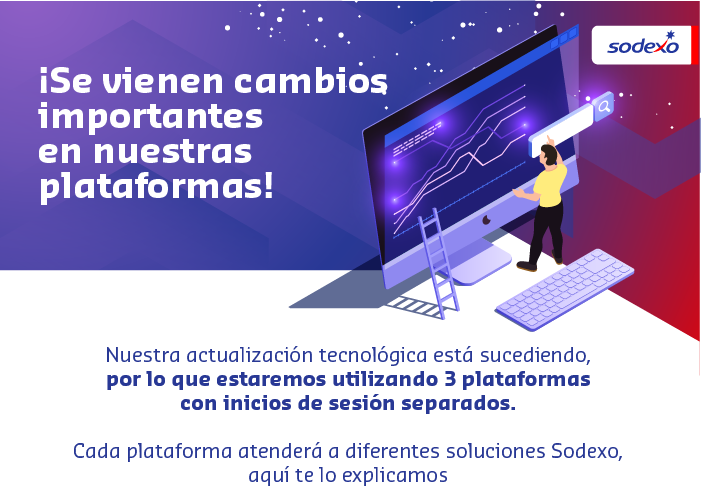 ¡Se vienen cambios
importantes
en nuestras
plataformas!
sodexo
Nuestra actualización tecnológica está sucediendo,
por lo que estaremos utilizando 3 plataformas
con inicios de sesión separados.
Cada plataforma atenderá a diferentes soluciones Sodexo,
aquí te lo explicamos